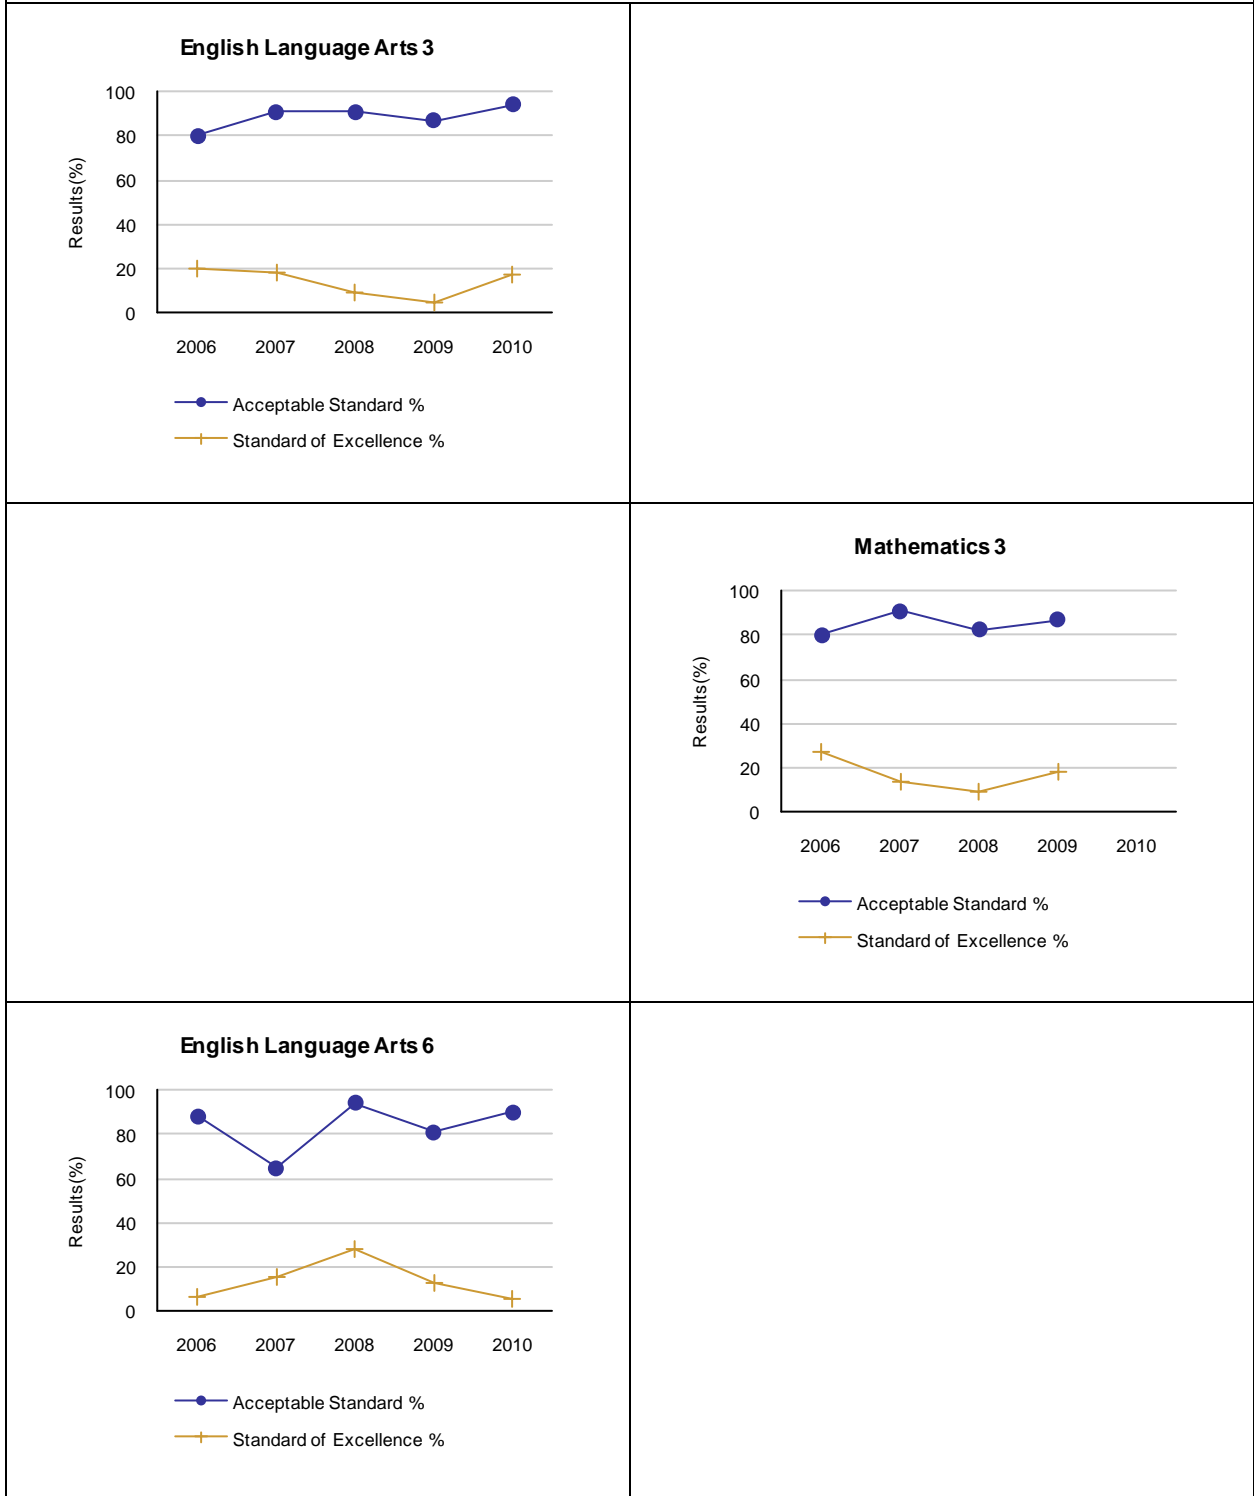 English Language Arts 3
100
80
60
40
20
0
Results(%)
2006 2007 2008 2009 2010
Acceptable Standard %
Standard of Excellence %
Mathematics 3
100
80
60
40
20
0
Results(%)
2006 2007 2008 2009 2010
Acceptable Standard %
Standard of Excellence %
English Language Arts 6
100
80
60
40
20
0
Results(%)
2006 2007 2008 2009 2010
Acceptable Standard %
Standard of Excellence %